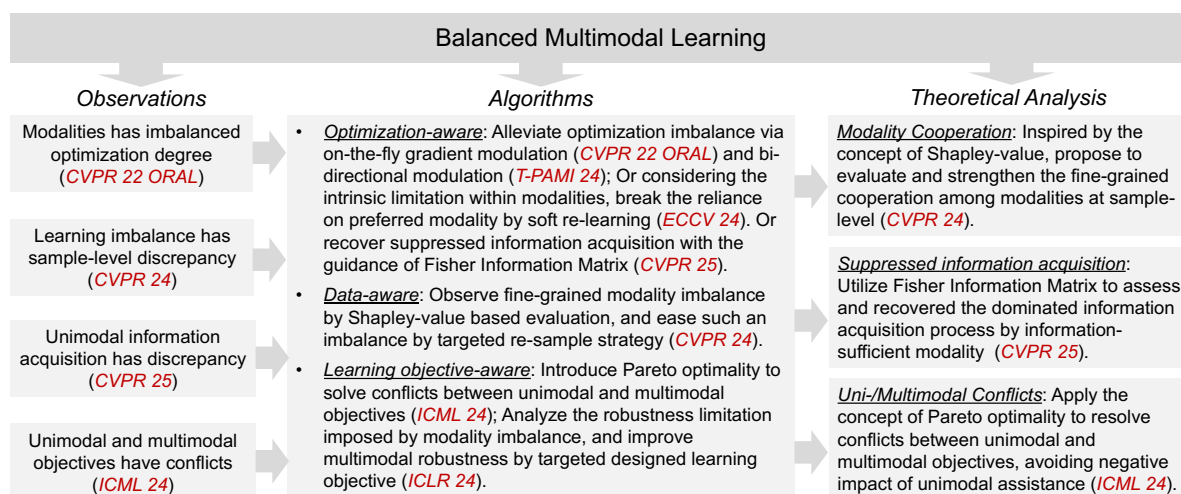 Balanced Multimodal Learning
Observations
Modalities has imbalanced
optimization degree
(CVPR 22 ORAL)
Learning imbalance has
sample-level discrepancy
(CVPR 24)
Unimodal information
acquisition has discrepancy
(CVPR 25)
Unimodal and multimodal
objectives have conflicts
(ICML 24)
Algorithms
• Optimization-aware: Alleviate optimization imbalance via
on-the-fly gradient modulation (CVPR 22 ORAL) and bi-
directional modulation (T-PAMI 24); Or considering the
intrinsic limitation within modalities, break the reliance
on preferred modality by soft re-learning (ECCV 24). Or
recover suppressed information acquisition with the
guidance of Fisher Information Matrix (CVPR 25).
• Data-aware: Observe fine-grained modality imbalance
by Shapley-value based evaluation, and ease such an
imbalance by targeted re-sample strategy (CVPR 24).
• Learning objective-aware: Introduce Pareto optimality to
solve conflicts between unimodal and multimodal
objectives (ICML 24); Analyze the robustness limitation
imposed by modality imbalance, and improve
multimodal robustness by targeted designed learning
objective (ICLR 24).
Theoretical Analysis
Modality Cooperation: Inspired by the
concept of Shapley-value, propose to
evaluate and strengthen the fine-grained
cooperation among modalities at sample-
level (CVPR 24).
Suppressed information acquisition:
Utilize Fisher Information Matrix to assess
and recovered the dominated information
acquisition process by information-
sufficient modality (CVPR 25).
Uni-/Multimodal Conflicts: Apply the
concept of Pareto optimality to resolve
conflicts between unimodal and
multimodal objectives, avoiding negative
impact of unimodal assistance (ICML 24).